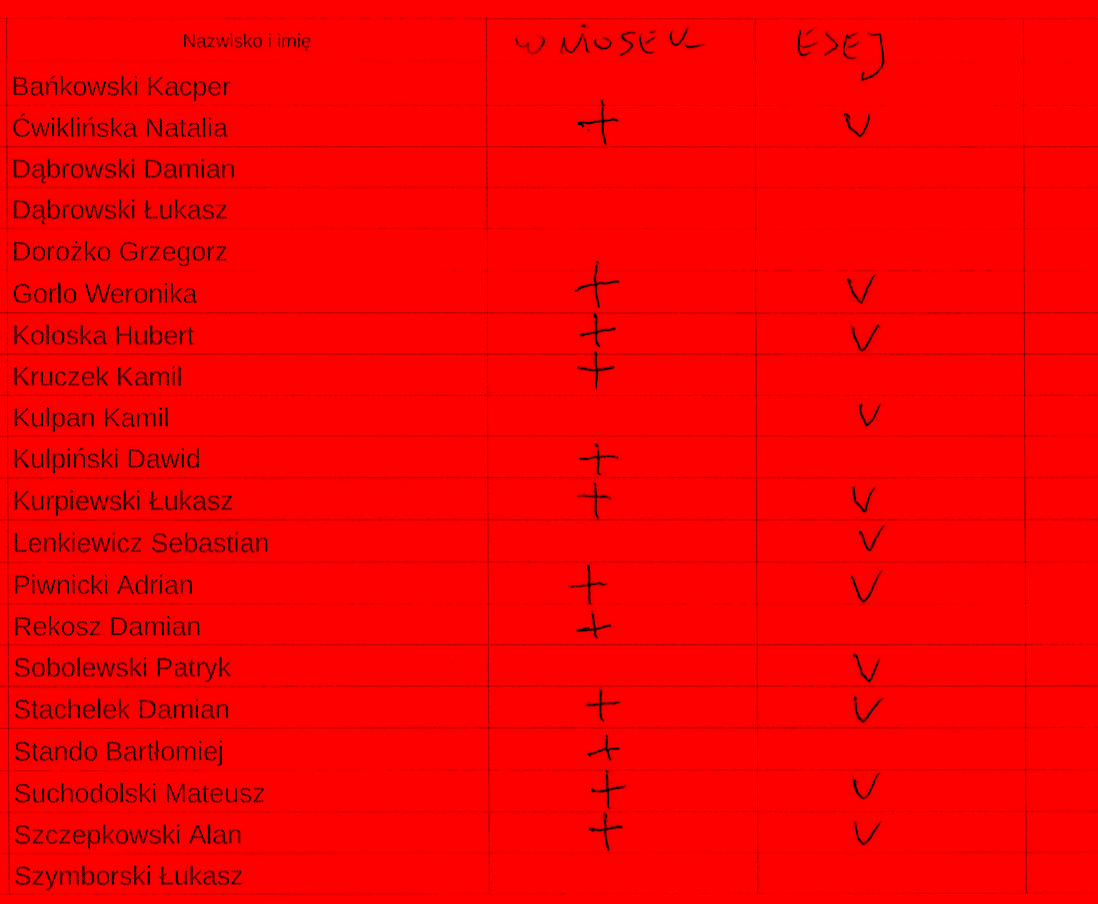 Nazwisko i imię WNIOSEK ESEJ
Bańkowski Kacper
Ćwiklińska Natalia + V
Dąbrowski Damian
Dąbrowski Łukasz
Dorożko Grzegorz
Gorlo Weronika + V
Koloska Hubert + V
Kruczek Kamil +
Kulpan Kamil V
Kulpiński Dawid +
Kurpiewski Łukasz + V
Lenkiewicz Sebastian V
Piwnicki Adrian + V
Rekosz Damian +
Sobolewski Patryk V
Stachelek Damian + V
Stando Bartłomiej +
Suchodolski Mateusz + V
Szczepkowski Alan + V
Szymborski Łukasz